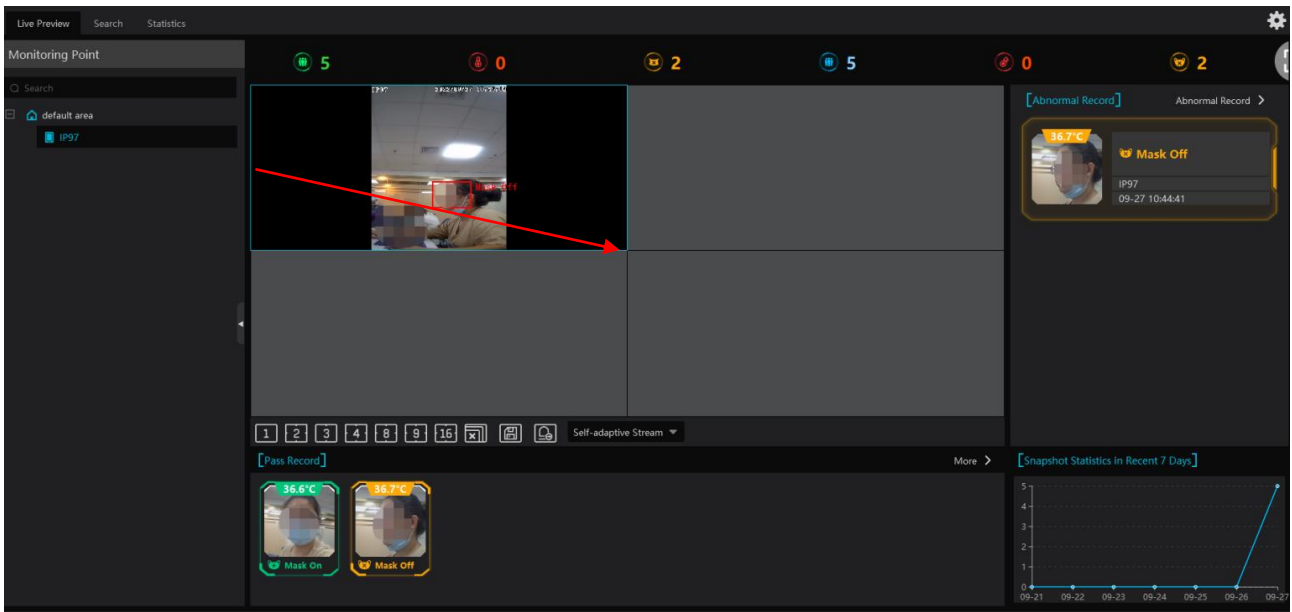 Live Preview Search Statistics
Monitoring Point
Search
default area
IP97
5 0 2 5 0 2
IP97
Mask Off
[Abnormal Record] Abnormal Record >
36.7°C
Mask Off
IP97
09-27 10:44:41
1 2 3 4 8 9 16 Self-adaptive Stream
[Pass Record] More >
36.6°C 36.7°C
Mask On Mask Off
[Snapshot Statistics in Recent 7 Days]
5
4
3
2
1
0
09-21 09-22 09-23 09-24 09-25 09-26 09-27